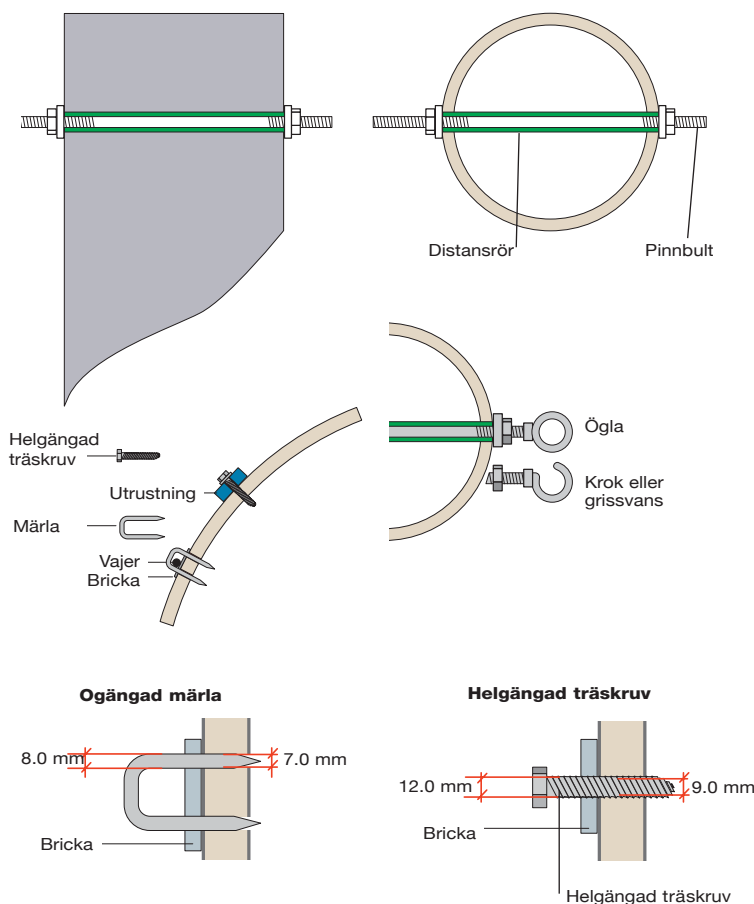 Distansrör
Pinnbult
Helgängad
träskruv
Utrustning
Märla
Vajer
Bricka
Ögla
Krok eller
grissvans
Ogängad märla
8.0 mm
7.0 mm
Bricka
Helgängad träskruv
12.0 mm
9.0 mm
Bricka
Helgängad träskruv